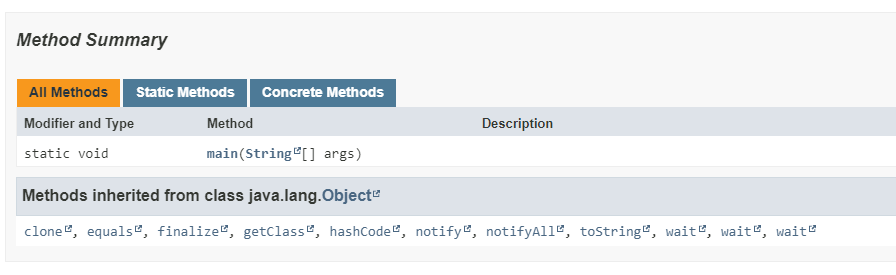 Method Summary
All Methods Static Methods Concrete Methods
Modifier and Type Method Description
static void main(String[] args)
Methods inherited from class java.lang.Object
clone, equals, finalize, getClass, hashCode, notify, notifyAll, toString, wait, wait, wait